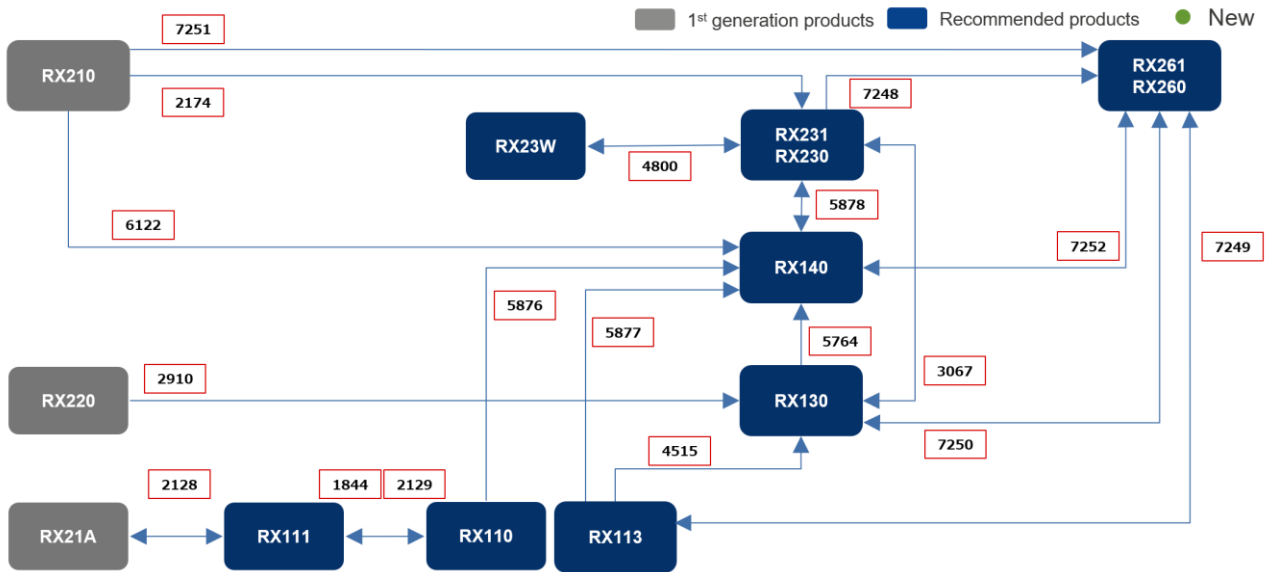 1st generation products
Recommended products
New
7251
RX210
RX261
RX260
2174
7248
RX23W
RX231
RX230
4800
5878
6122
7252
7249
RX140
5876
5877
5764
2910
3067
RX220
RX130
4515
7250
2128
1844
2129
RX21A
RX111
RX110
RX113